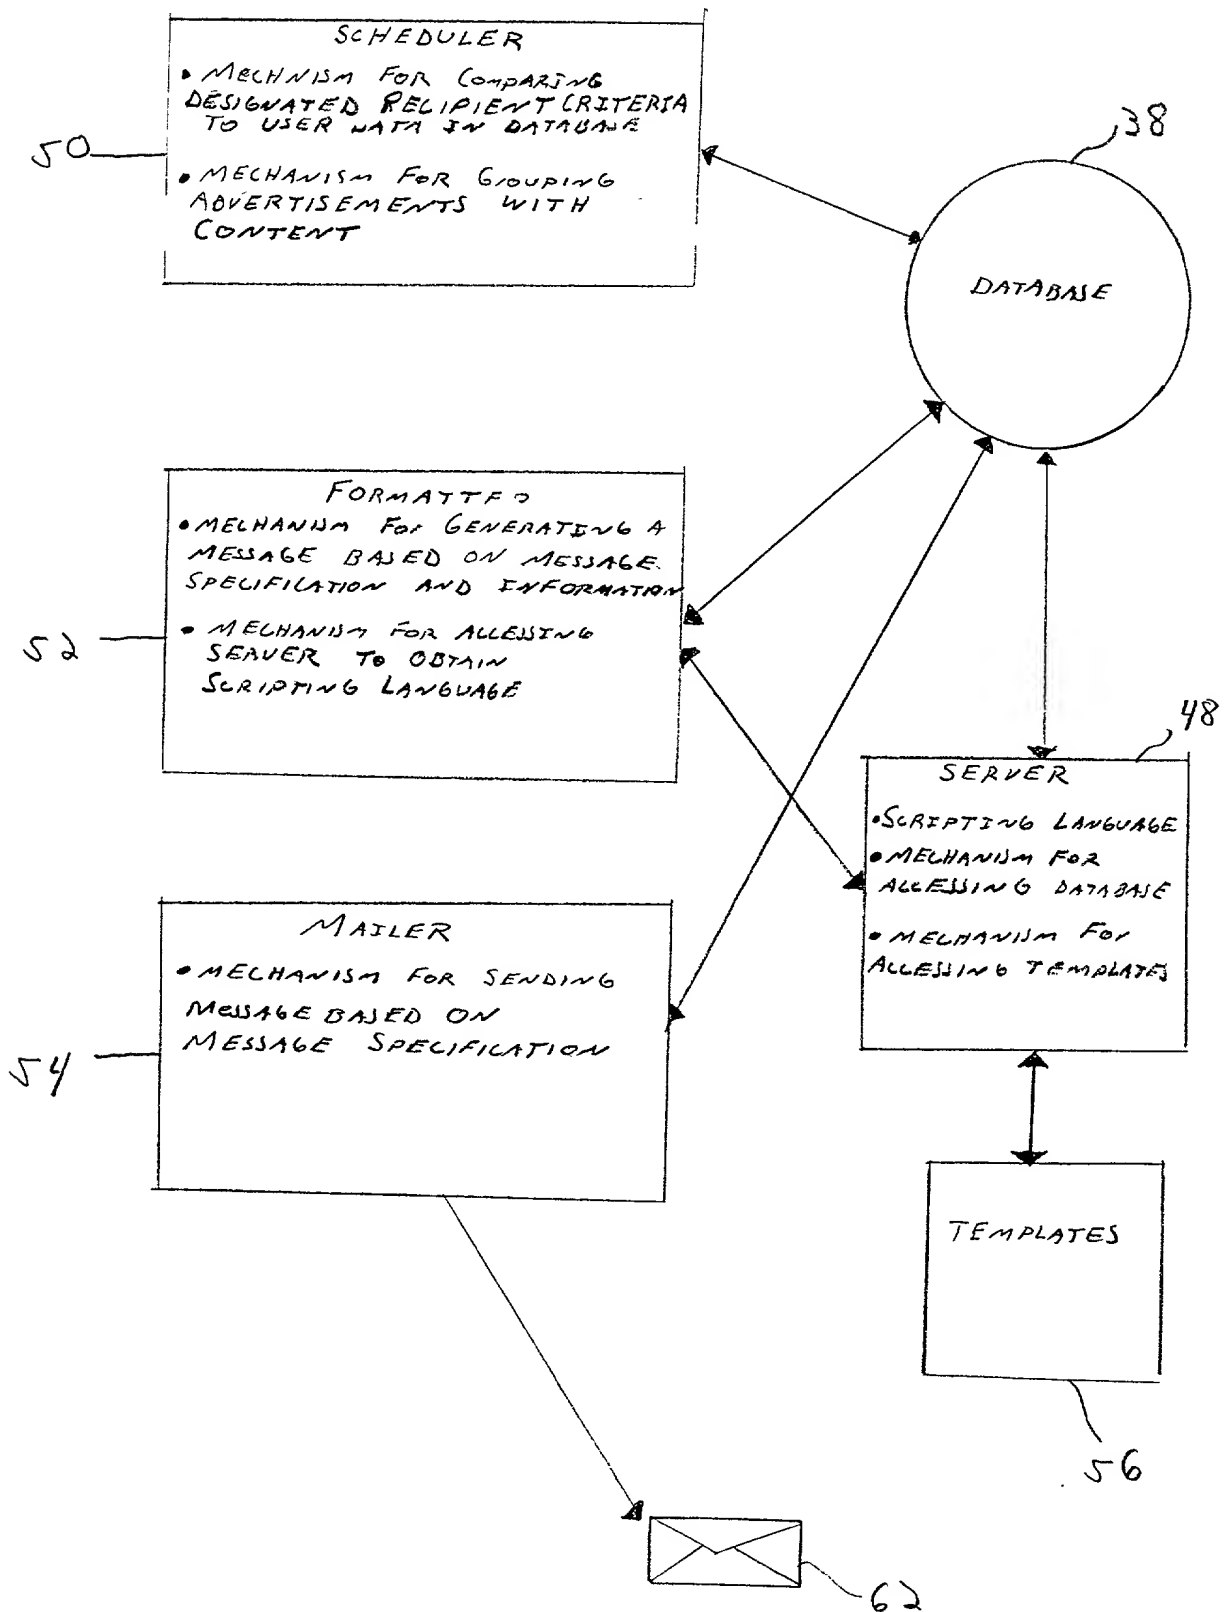 SCHEDULER
• MECHNISM FOR COMPARING
DESIGNATED RECIPIENT CRITERIA
TO USER DATA IN DATABASE
• MECHANISM FOR GROUPING
ADVERTISEMENTS WITH
CONTENT
50
38
DATABASE
FORMATTER
• MECHANISM FOR GENERATING A
MESSAGE BASED ON MESSAGE
SPECIFICATION AND INFORMATION
• MECHANISM FOR ACCESSING
SERVER TO OBTAIN
SCRIPTING LANGUAGE
52
48
SERVER
• SCRIPTING LANGUAGE
• MECHANISM FOR
ACCESSING DATABASE
• MECHANISM FOR
ACCESSING TEMPLATES
MAILER
• MECHANISM FOR SENDING
MESSAGE BASED ON
MESSAGE SPECIFICATION
54
TEMPLATES
56
62